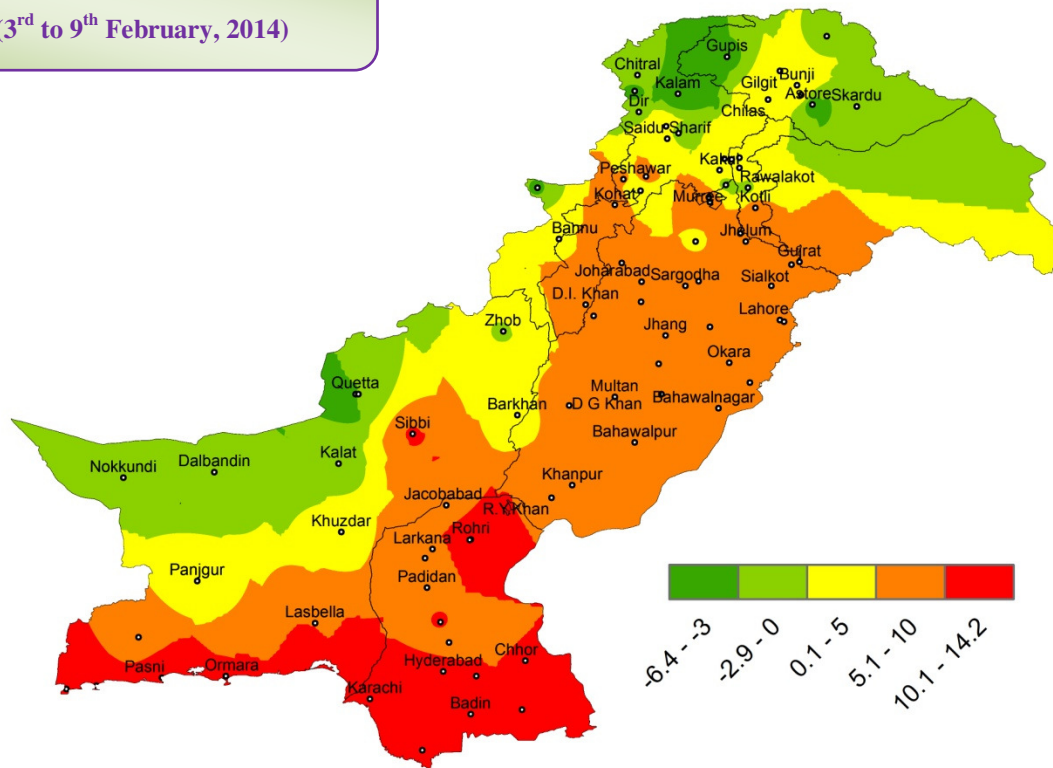 (3rd to 9th February, 2014)
Gupis
Chitral
Bunji
Gilgit
Kalam
Astore
Skardu
Dir
Chilas
Saidu Sharif
Peshawar
Rawalakot
Kohat
Murree
Kotli
Bannu
Jhelum
Gujrat
Joharabad
Sargodha
Sialkot
D.I. Khan
Lahore
Zhob
Jhang
Okara
Quetta
Multan
Barkhan
D G Khan
Bahawalnagar
Sibbi
Bahawalpur
Kalat
Nokkundi
Dalbandin
Khanpur
Jacobabad
R.Y.Khan
Khuzdar
Rohri
Larkana
Panjgur
Padidan
Lasbella
Chhor
Pasni
Ormara
Hyderabad
Karachi
Badin
-6.4 - -3
-2.9 - 0
0.1 - 5
5.1 - 10
10.1 - 14.2